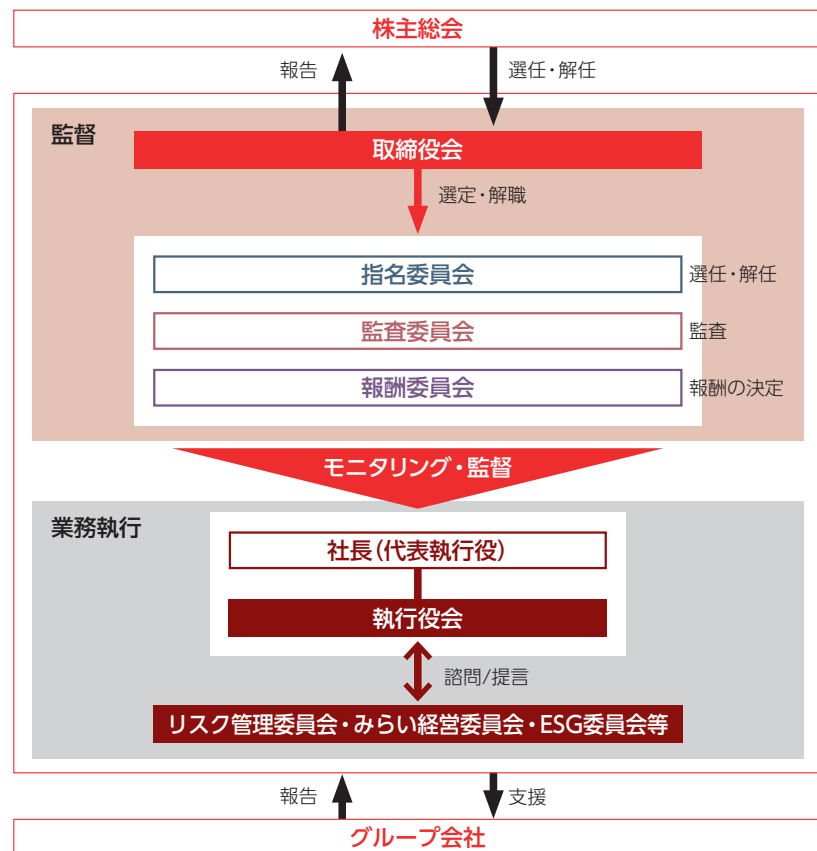 株主総会
報告
選任・解任
監督
取締役会
選定・解職
指名委員会
選任・解任
監査委員会
監査
報酬委員会
報酬の決定
モニタリング・監督
業務執行
社長(代表執行役)
執行役会
諮問/提言
リスク管理委員会・みらい経営委員会・ESG委員会等
報告
支援
グループ会社